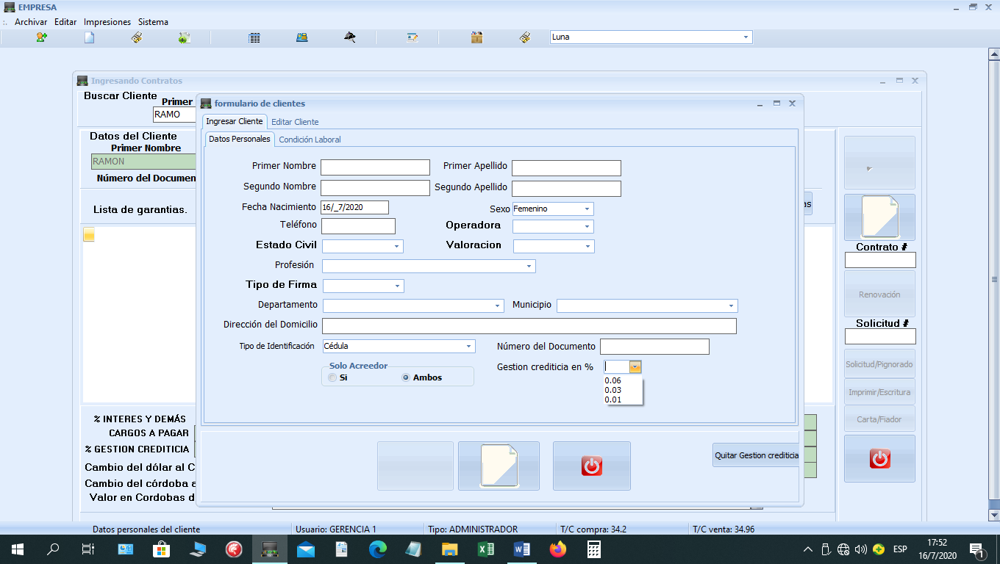 EMPRESA
Archivar Editar Impresiones Sistema
Luna
Ingresando Contratos
Buscar Cliente
Primer
RAMO
Datos del Cliente
Primer Nombre
RAMON
Número del Documen
Lista de garantias.
as
formulario de clientes
Ingresar Cliente Editar Cliente
Datos Personales Condición Laboral
Primer Nombre Primer Apellido
Segundo Nombre Segundo Apellido
Fecha Nacimiento 16/_7/2020 Sexo Femenino
Teléfono Operadora
Estado Civil Valoracion
Profesión
Tipo de Firma
Departamento Municipio
Dirección del Domicilio
Tipo de Identificación Cédula Número del Documento
Solo Acreedor
Si Ambos
Gestion crediticia en %
0.06
0.03
0.01
Quitar Gestion crediticia
Contrato #
Renovación
Solicitud #
Solicitud/Pignorado
Imprimir/Escritura
Carta/Fiador
% INTERES Y DEMÁS
CARGOS A PAGAR
% GESTION CREDITICIA
Cambio del dólar al C
Cambio del córdoba a
Valor en Cordobas d
Datos personales del cliente Usuario: GERENCIA 1 Tipo: ADMINISTRADOR T/C compra: 34.2 T/C venta: 34.96
ESP
17:52
16/7/2020
1